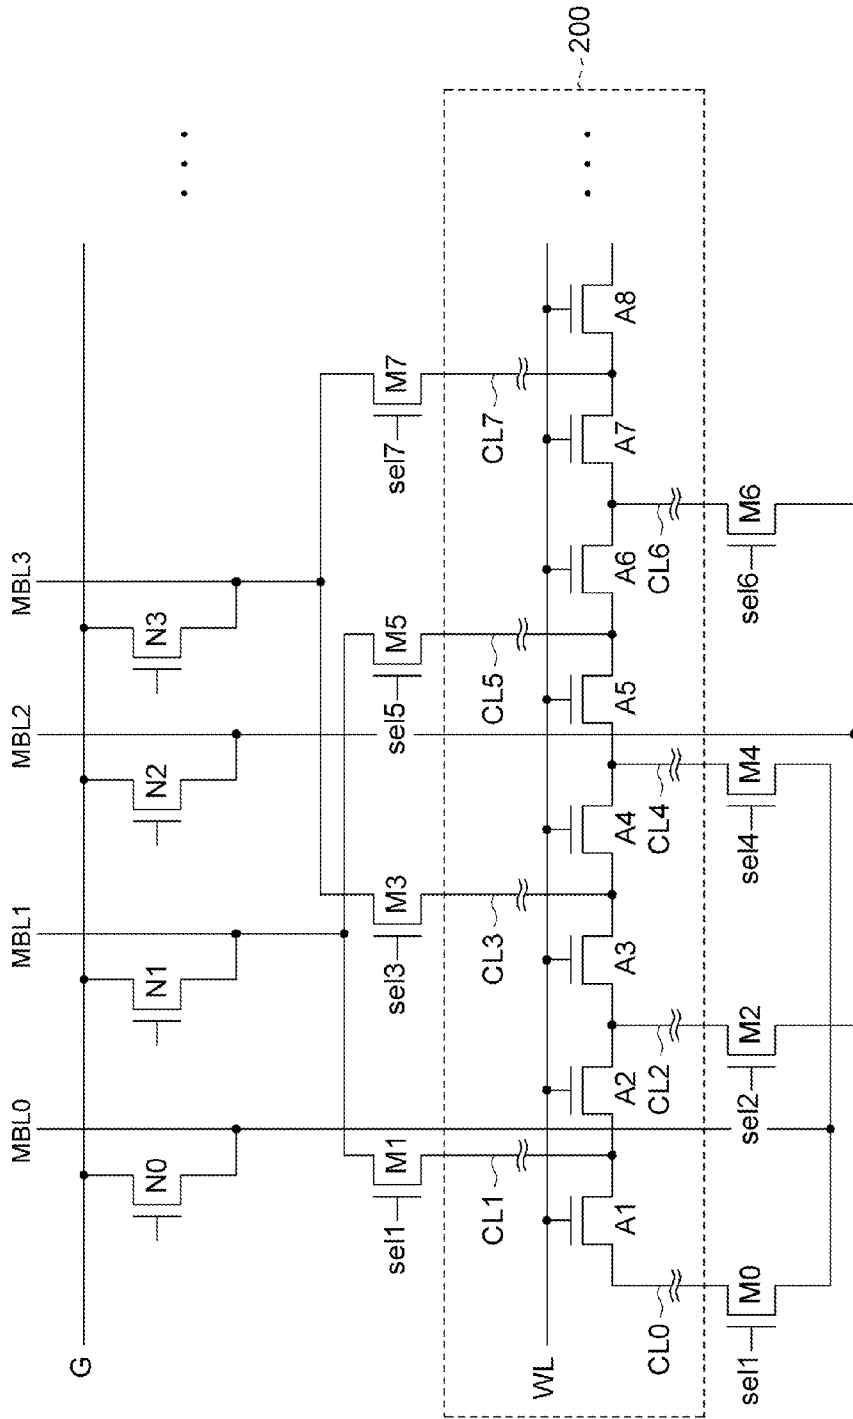 MBL0 MBL1 MBL2 MBL3
G
N0 N1 N2 N3
M1 M3 M5 M7
sel1 sel3 sel5 sel7
200
CL1 CL3 CL5 CL7
WL
A1 A2 A3 A4 A5 A6 A7 A8
CL0 CL2 CL4 CL6
M0 M2 M4 M6
sel1 sel2 sel4 sel6